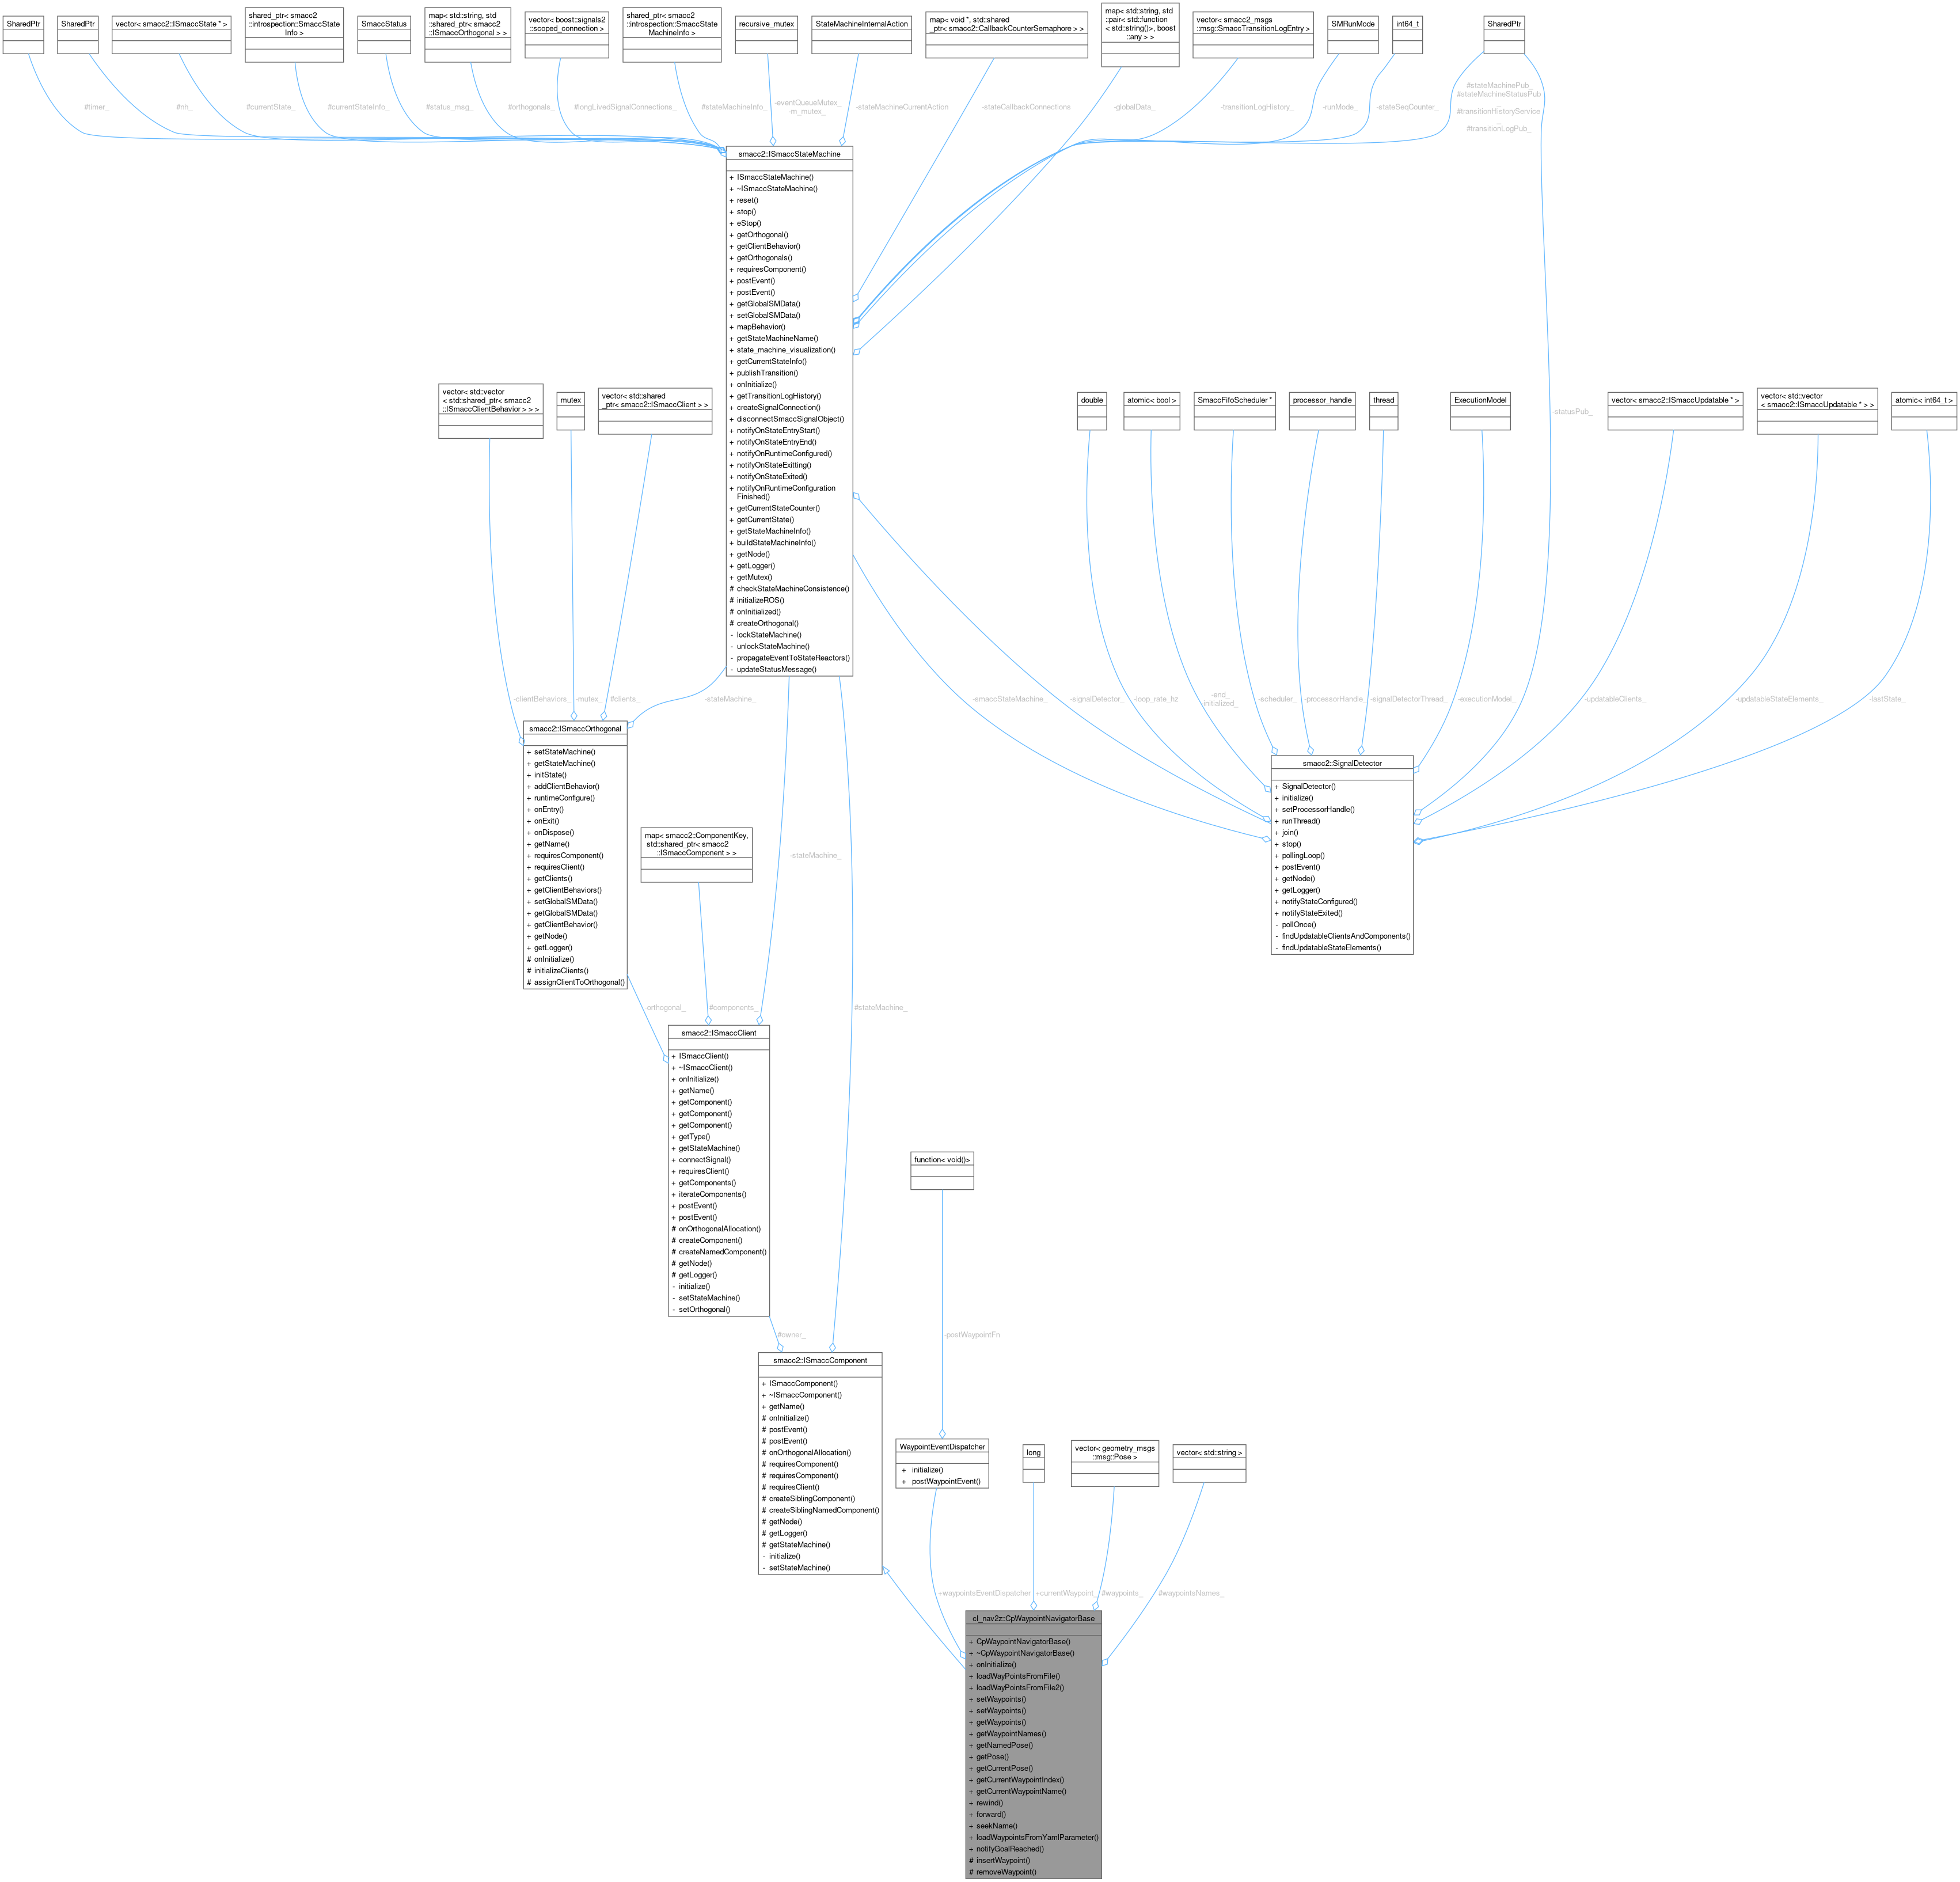 SharedPtr
SharedPtr
vector< smacc2::ISmaccState * >
shared_ptr< smacc2
::introspection::SmaccState
Info >
SmaccStatus
map< std::string, std
::shared_ptr< smacc2
::ISmaccOrthogonal > >
vector< boost::signals2
::scoped_connection >
shared_ptr< smacc2
::introspection::SmaccState
MachineInfo >
recursive_mutex
StateMachineInternalAction
map< void *, std::shared
_ptr< smacc2::CallbackCounterSemaphore > >
map< std::string, std
::pair< std::function
< std::string()>, boost
::any > >
vector< smacc2_msgs
::msg::SmaccTransitionLogEntry >
SMRunMode
int64_t
SharedPtr
#timer_
#nh_
#currentState_
#currentStateInfo_
#status_msg_
#orthogonals_
#longLivedSignalConnections_
#stateMachineInfo_
-eventQueueMutex_
-m_mutex_
-stateMachineCurrentAction
-stateCallbackConnections
-globalData_
-transitionLogHistory_
-runMode_
-stateSeqCounter_
#stateMachinePub_
#stateMachineStatusPub
_
#transitionHistoryService
_
#transitionLogPub_
smacc2::ISmaccStateMachine
+ ISmaccStateMachine()
+ ~ISmaccStateMachine()
+ reset()
+ stop()
+ eStop()
+ getOrthogonal()
+ getClientBehavior()
+ getOrthogonals()
+ requiresComponent()
+ postEvent()
+ postEvent()
+ getGlobalSMData()
+ setGlobalSMData()
+ mapBehavior()
+ getStateMachineName()
+ state_machine_visualization()
+ getCurrentStateInfo()
+ publishTransition()
+ onInitialize()
+ getTransitionLogHistory()
+ createSignalConnection()
+ disconnectSmaccSignalObject()
+ notifyOnStateEntryStart()
+ notifyOnStateEntryEnd()
+ notifyOnRuntimeConfigured()
+ notifyOnStateExitting()
+ notifyOnStateExited()
+ notifyOnRuntimeConfiguration
Finished()
+ getCurrentStateCounter()
+ getCurrentState()
+ getStateMachineInfo()
+ buildStateMachineInfo()
+ getNode()
+ getLogger()
+ getMutex()
# checkStateMachineConsistence()
# initializeROS()
# onInitialized()
# createOrthogonal()
- lockStateMachine()
- unlockStateMachine()
- propagateEventToStateReactors()
- updateStatusMessage()
vector< std::vector
< std::shared_ptr< smacc2
::ISmaccClientBehavior > > >
mutex
vector< std::shared
_ptr< smacc2::ISmaccClient > >
double
atomic< bool >
SmaccFifoScheduler *
processor_handle
thread
ExecutionModel
-statusPub_
vector< smacc2::ISmaccUpdatable * >
vector< std::vector
< smacc2::ISmaccUpdatable * > >
atomic< int64_t >
-clientBehaviors_
-mutex_
#clients_
-stateMachine_
-smaccStateMachine_
-signalDetector_
-loop_rate_hz
-end_
-initialized_
-scheduler_
-processorHandle_
-signalDetectorThread_
-executionModel_
-updatableClients_
-updatableStateElements_
-lastState_
smacc2::ISmaccOrthogonal
+ setStateMachine()
+ getStateMachine()
+ initState()
+ addClientBehavior()
+ runtimeConfigure()
+ onEntry()
+ onExit()
+ onDispose()
+ getName()
+ requiresComponent()
+ requiresClient()
+ getClients()
+ getClientBehaviors()
+ setGlobalSMData()
+ getGlobalSMData()
+ getClientBehavior()
+ getNode()
+ getLogger()
# onInitialize()
# initializeClients()
# assignClientToOrthogonal()
smacc2::SignalDetector
+ SignalDetector()
+ initialize()
+ setProcessorHandle()
+ runThread()
+ join()
+ stop()
+ pollingLoop()
+ postEvent()
+ getNode()
+ getLogger()
+ notifyStateConfigured()
+ notifyStateExited()
- pollOnce()
- findUpdatableClientsAndComponents()
- findUpdatableStateElements()
map< smacc2::ComponentKey,
std::shared_ptr< smacc2
::ISmaccComponent > >
-stateMachine_
-orthogonal_
#components_
#stateMachine_
smacc2::ISmaccClient
+ ISmaccClient()
+ ~ISmaccClient()
+ onInitialize()
+ getName()
+ getComponent()
+ getComponent()
+ getComponent()
+ getType()
+ getStateMachine()
+ connectSignal()
+ requiresClient()
+ getComponents()
+ iterateComponents()
+ postEvent()
+ postEvent()
# onOrthogonalAllocation()
# createComponent()
# createNamedComponent()
# getNode()
# getLogger()
- initialize()
- setStateMachine()
- setOrthogonal()
function< void()>
#owner_
-postWaypointFn
smacc2::ISmaccComponent
+ ISmaccComponent()
+ ~ISmaccComponent()
+ getName()
# onInitialize()
# postEvent()
# postEvent()
# onOrthogonalAllocation()
# requiresComponent()
# requiresComponent()
# requiresClient()
# createSiblingComponent()
# createSiblingNamedComponent()
# getNode()
# getLogger()
# getStateMachine()
- initialize()
- setStateMachine()
WaypointEventDispatcher
+ initialize()
+ postWaypointEvent()
long
vector< geometry_msgs
::msg::Pose >
vector< std::string >
+waypointsEventDispatcher
+currentWaypoint_
#waypoints_
#waypointsNames_
cl_nav2z::CpWaypointNavigatorBase
+ CpWaypointNavigatorBase()
+ ~CpWaypointNavigatorBase()
+ onInitialize()
+ loadWayPointsFromFile()
+ loadWayPointsFromFile2()
+ setWaypoints()
+ setWaypoints()
+ getWaypoints()
+ getWaypointNames()
+ getNamedPose()
+ getPose()
+ getCurrentPose()
+ getCurrentWaypointIndex()
+ getCurrentWaypointName()
+ rewind()
+ forward()
+ seekName()
+ loadWaypointsFromYamlParameter()
+ notifyGoalReached()
# insertWaypoint()
# removeWaypoint()